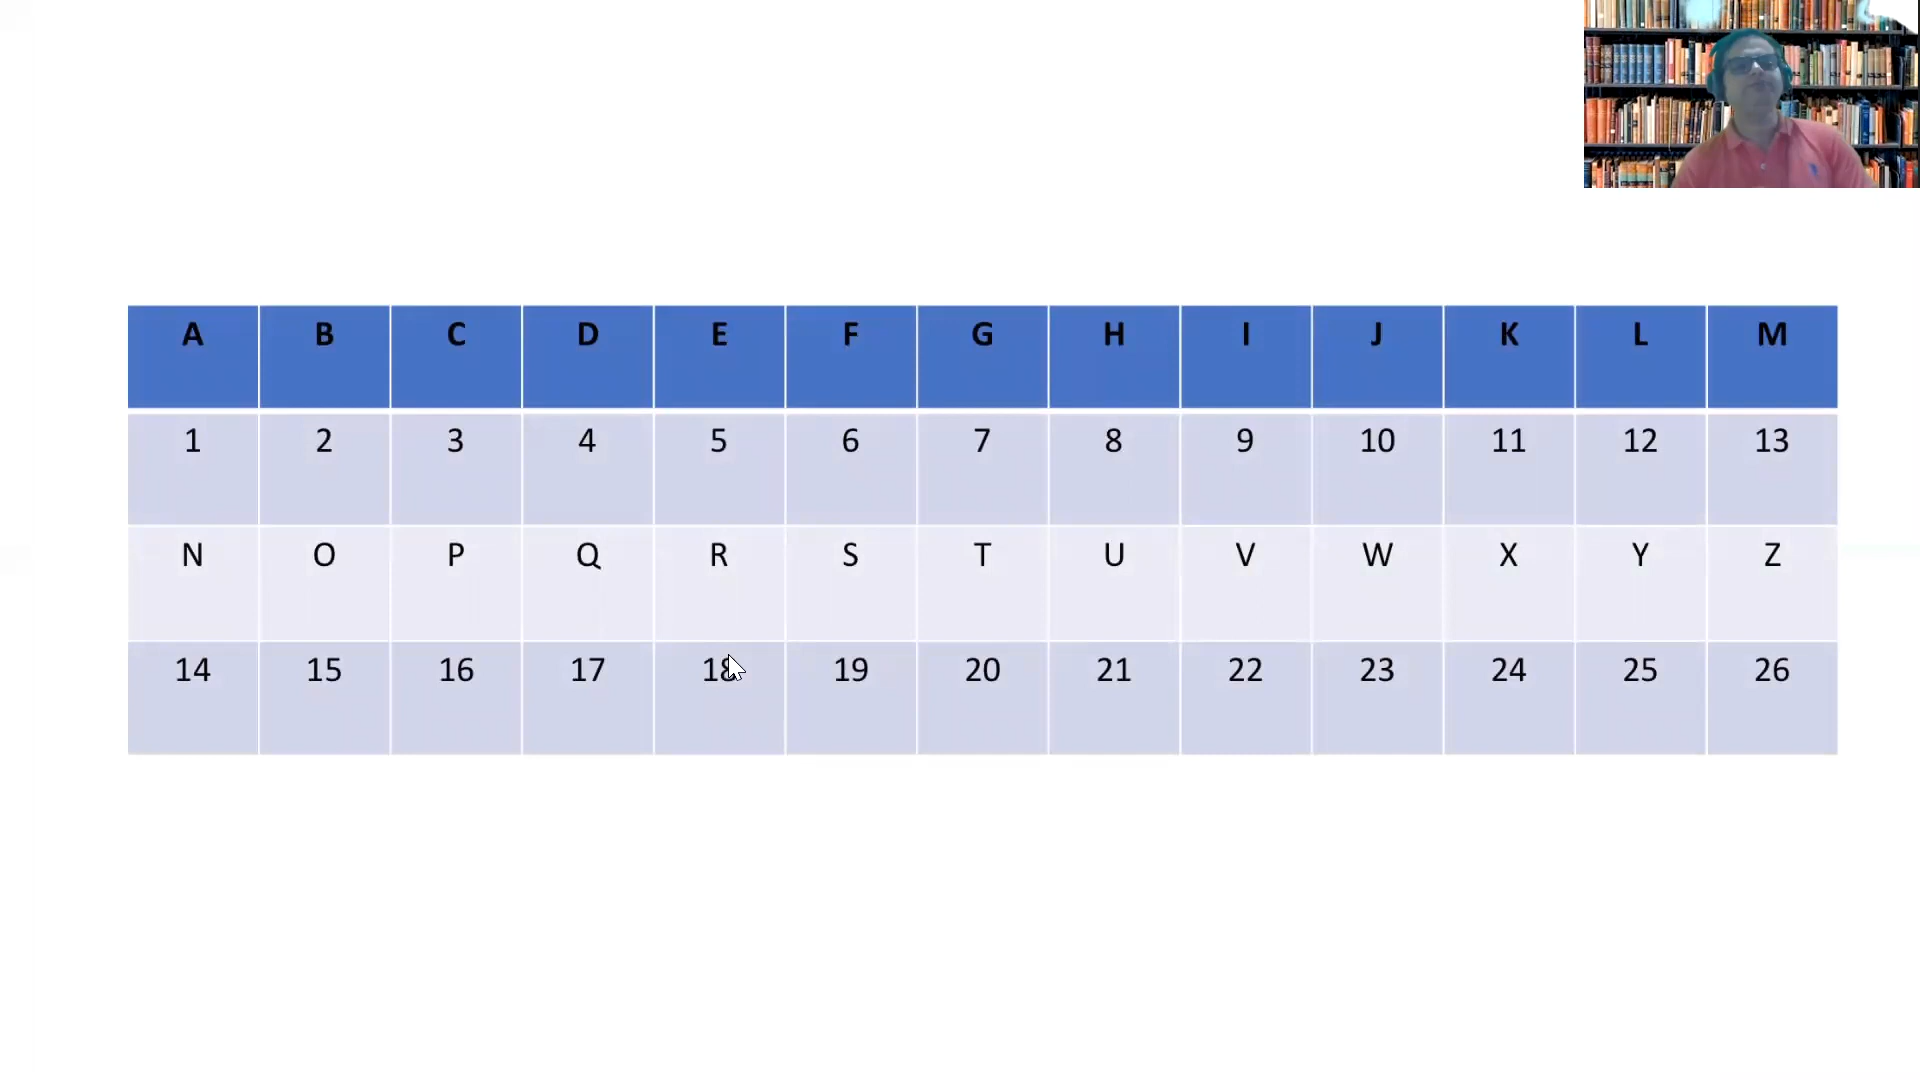 A B C D E F G H I J K L M
1 2 3 4 5 6 7 8 9 10 11 12 13
N O P Q R S T U V W X Y Z
14 15 16 17 18 19 20 21 22 23 24 25 26